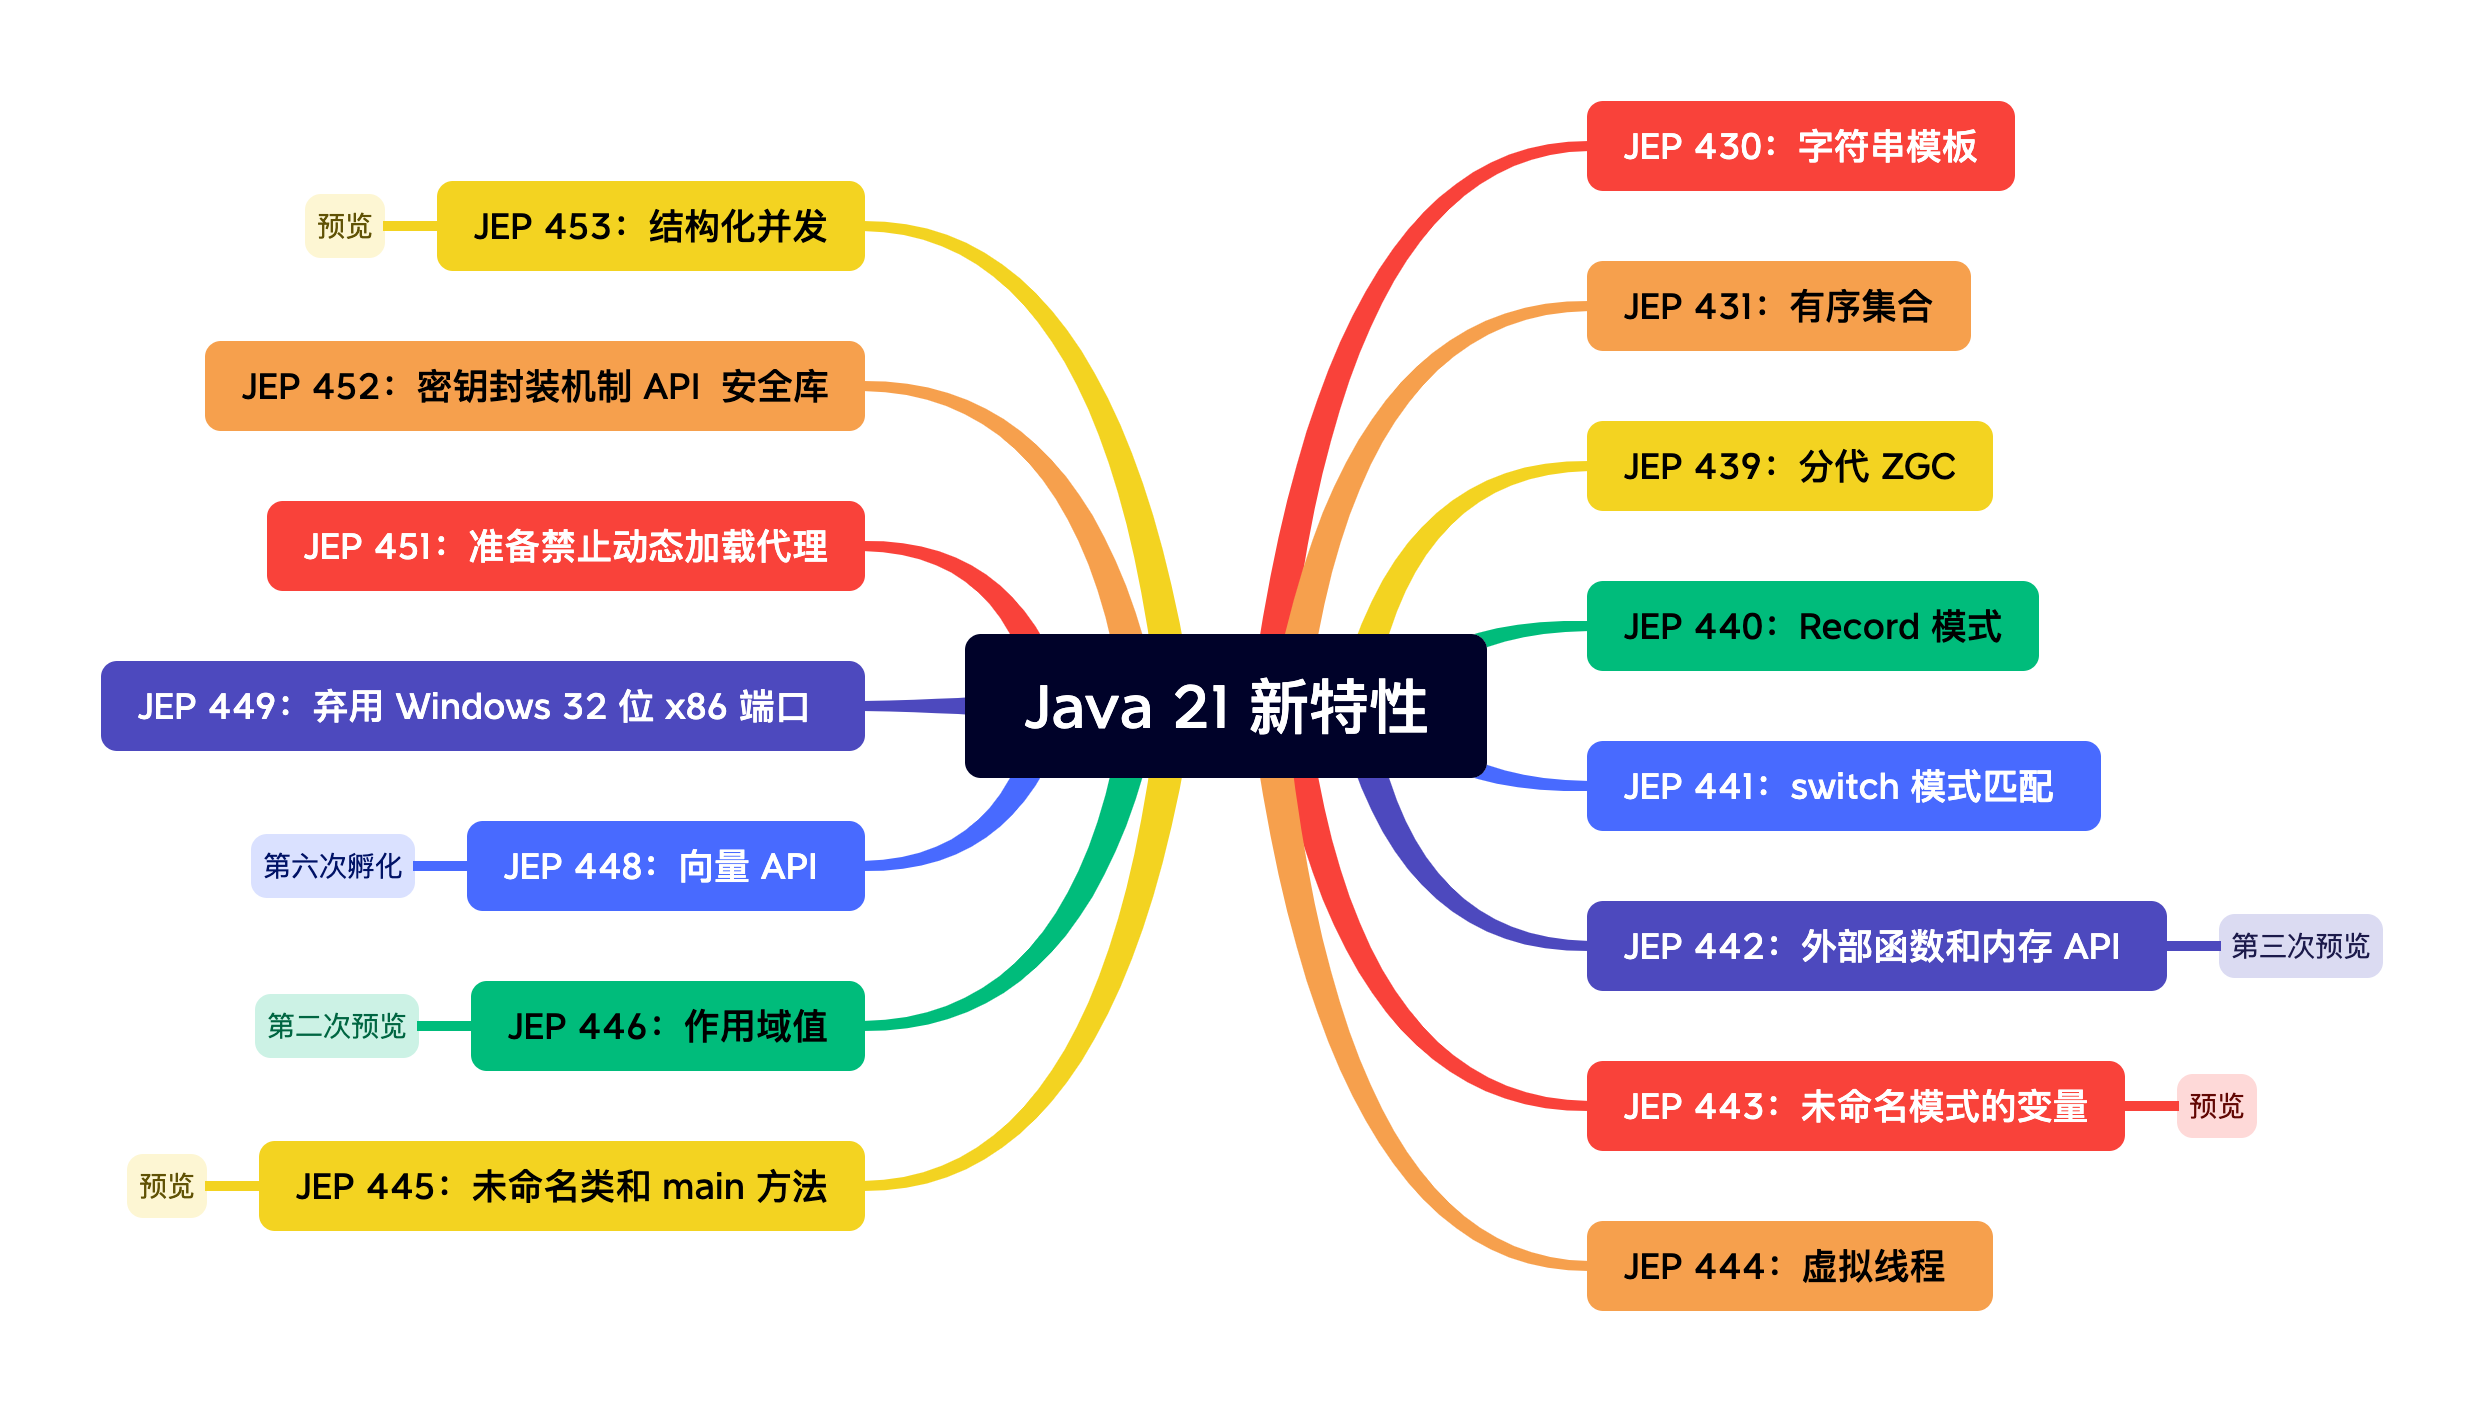 Java 21 新特性
JEP 430：字符串模板
JEP 431：有序集合
JEP 439：分代 ZGC
JEP 440：Record 模式
JEP 441：switch 模式匹配
JEP 442：外部函数和内存 API
第三次预览
JEP 443：未命名模式的变量
预览
JEP 444：虚拟线程
JEP 453：结构化并发
预览
JEP 452：密钥封装机制 API 安全库
JEP 451：准备禁止动态加载代理
JEP 449：弃用 Windows 32 位 x86 端口
JEP 448：向量 API
第六次孵化
JEP 446：作用域值
第二次预览
JEP 445：未命名类和 main 方法
预览